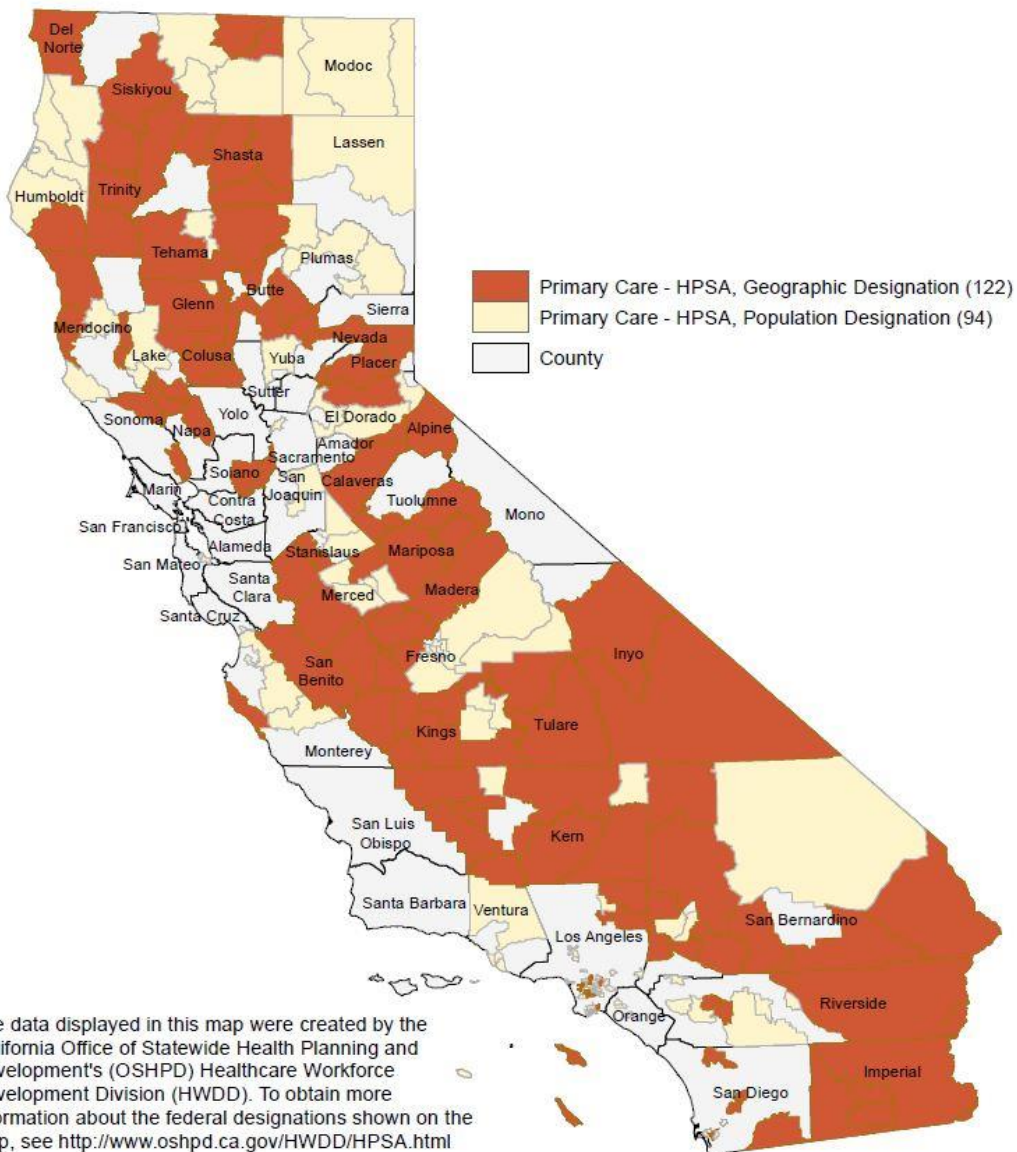 Del
Norte
Modoc
Siskiyou
Lassen
Shasta
Trinity
Humboldt
Tehama
Plumas
Primary Care - HPSA, Geographic Designation (122)
Primary Care - HPSA, Population Designation (94)
County
Butte
Glenn
Sierra
Mendocino
Nevada
Lake
Colusa
Yuba
Placer
Sutter
Sonoma
Yolo
El Dorado
Napa
Alpine
Amador
Sacramento
Solano
San
Joaquin
Calaveras
Marin
Tuolumne
Contra
Costa
Mono
San Francisco
Alameda
Stanislaus
Mariposa
San Mateo
Santa
Clara
Merced
Madera
Santa Cruz
Fresno
Inyo
San
Benito
Kings
Tulare
Monterey
San Luis
Obispo
Kern
Santa Barbara
Ventura
San Bernardino
Los Angeles
Riverside
Orange
Imperial
San Diego
e data displayed in this map were created by the
ifornia Office of Statewide Health Planning and
velopment's (OSHPD) Healthcare Workforce
velopment Division (HWDD). To obtain more
ormation about the federal designations shown on the
p, see http://www.oshpd.ca.gov/HWDD/HPSA.html